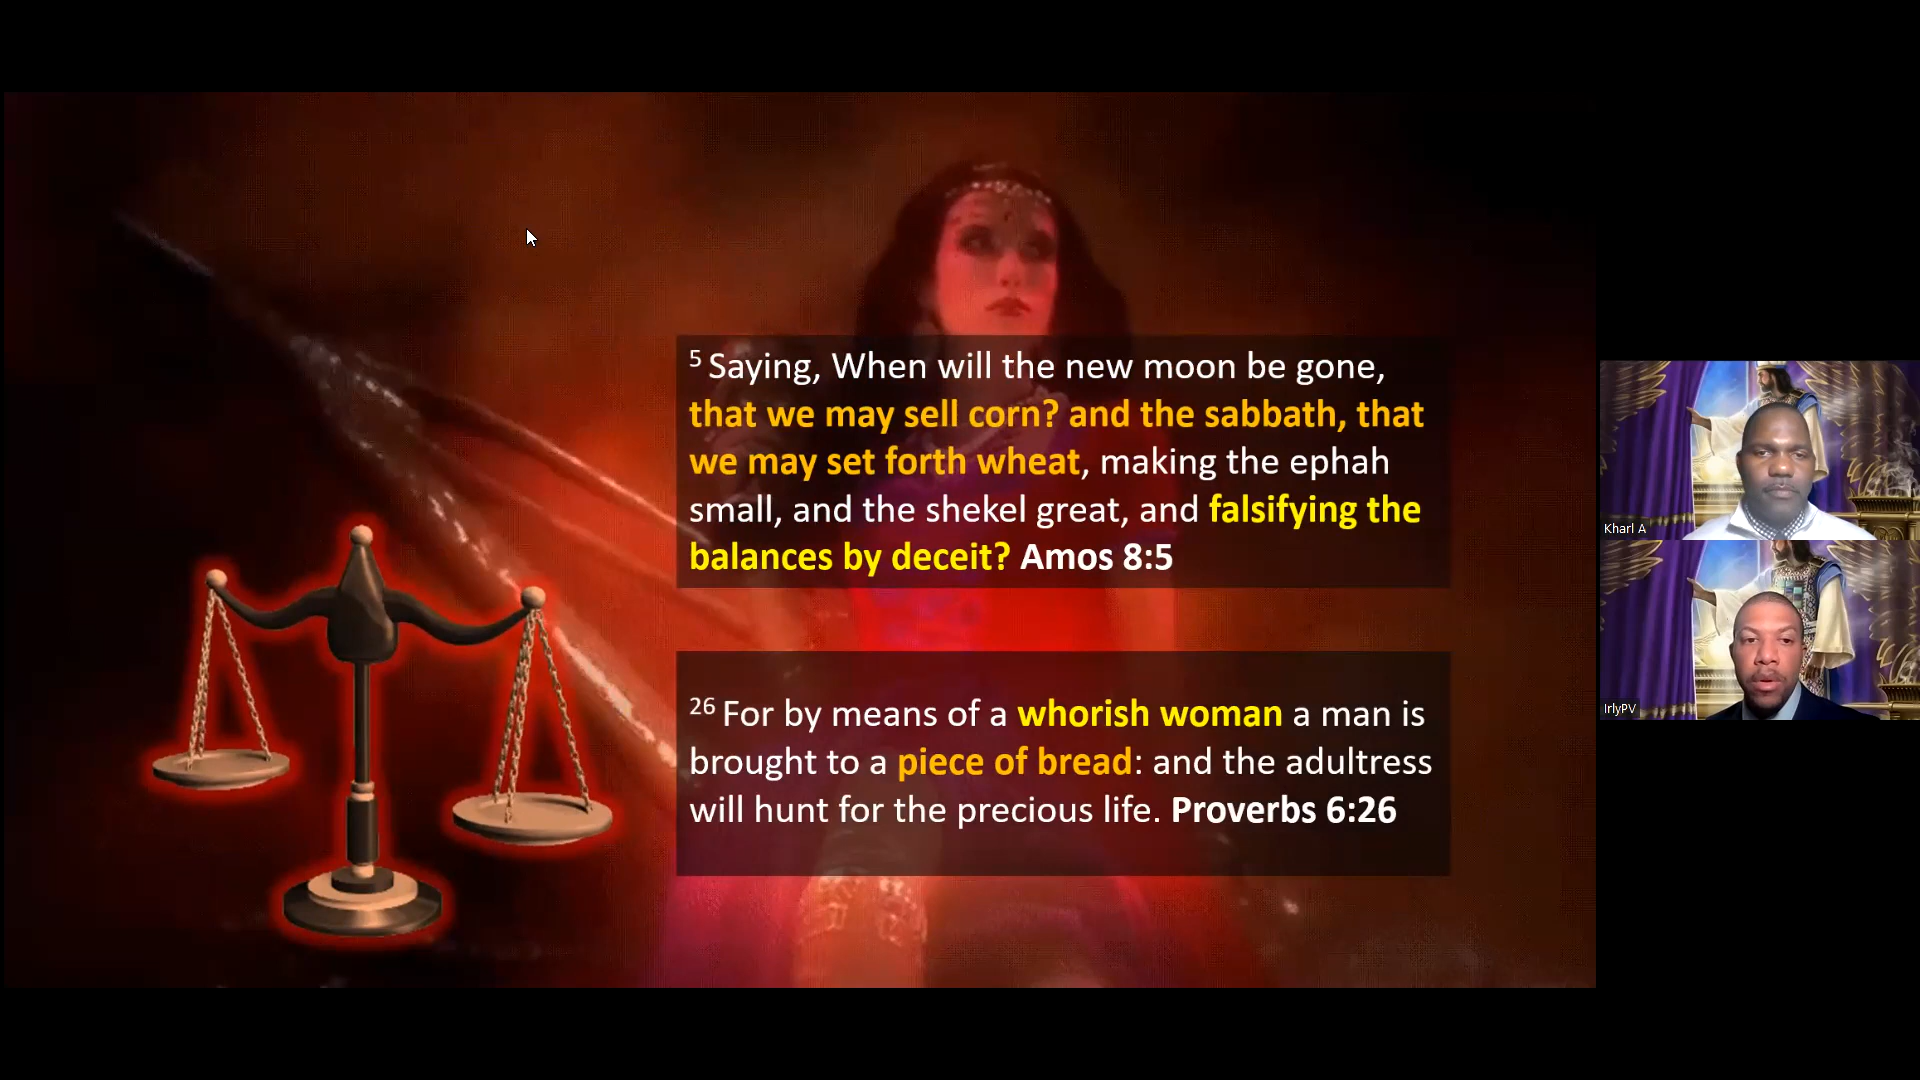 5 Saying, When will the new moon be gone,
that we may sell corn? and the sabbath, that
we may set forth wheat, making the ephah
small, and the shekel great, and falsifying the
balances by deceit? Amos 8:5
26 For by means of a whorish woman a man is
brought to a piece of bread: and the adultress
will hunt for the precious life. Proverbs 6:26
Kharl A
IrlyPV